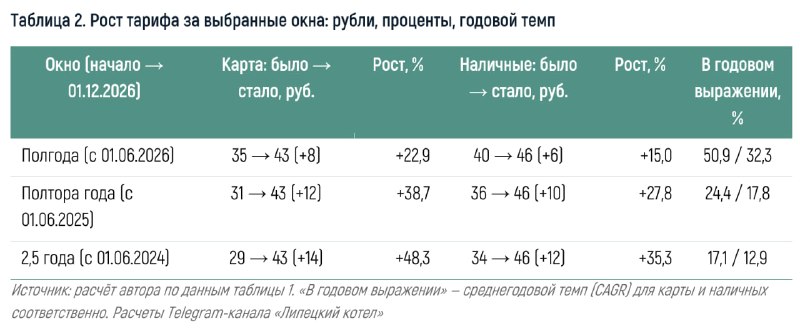 Таблица 2. Рост тарифа за выбранные окна: рубли, проценты, годовой темп
Окно (начало → 01.12.2026) Карта: было → стало, руб. Рост, % Наличные: было → стало, руб. Рост, % В годовом выражении, %
Полгода (с 01.06.2026) 35 → 43 (+8) +22,9 40 → 46 (+6) +15,0 50,9 / 32,3
Полтора года (с 01.06.2025) 31 → 43 (+12) +38,7 36 → 46 (+10) +27,8 24,4 / 17,8
2,5 года (с 01.06.2024) 29 → 43 (+14) +48,3 34 → 46 (+12) +35,3 17,1 / 12,9
Источник: расчёт автора по данным таблицы 1. «В годовом выражении» — среднегодовой темп (CAGR) для карты и наличных
соответственно. Расчеты Telegram-канала «Липецкий котел»